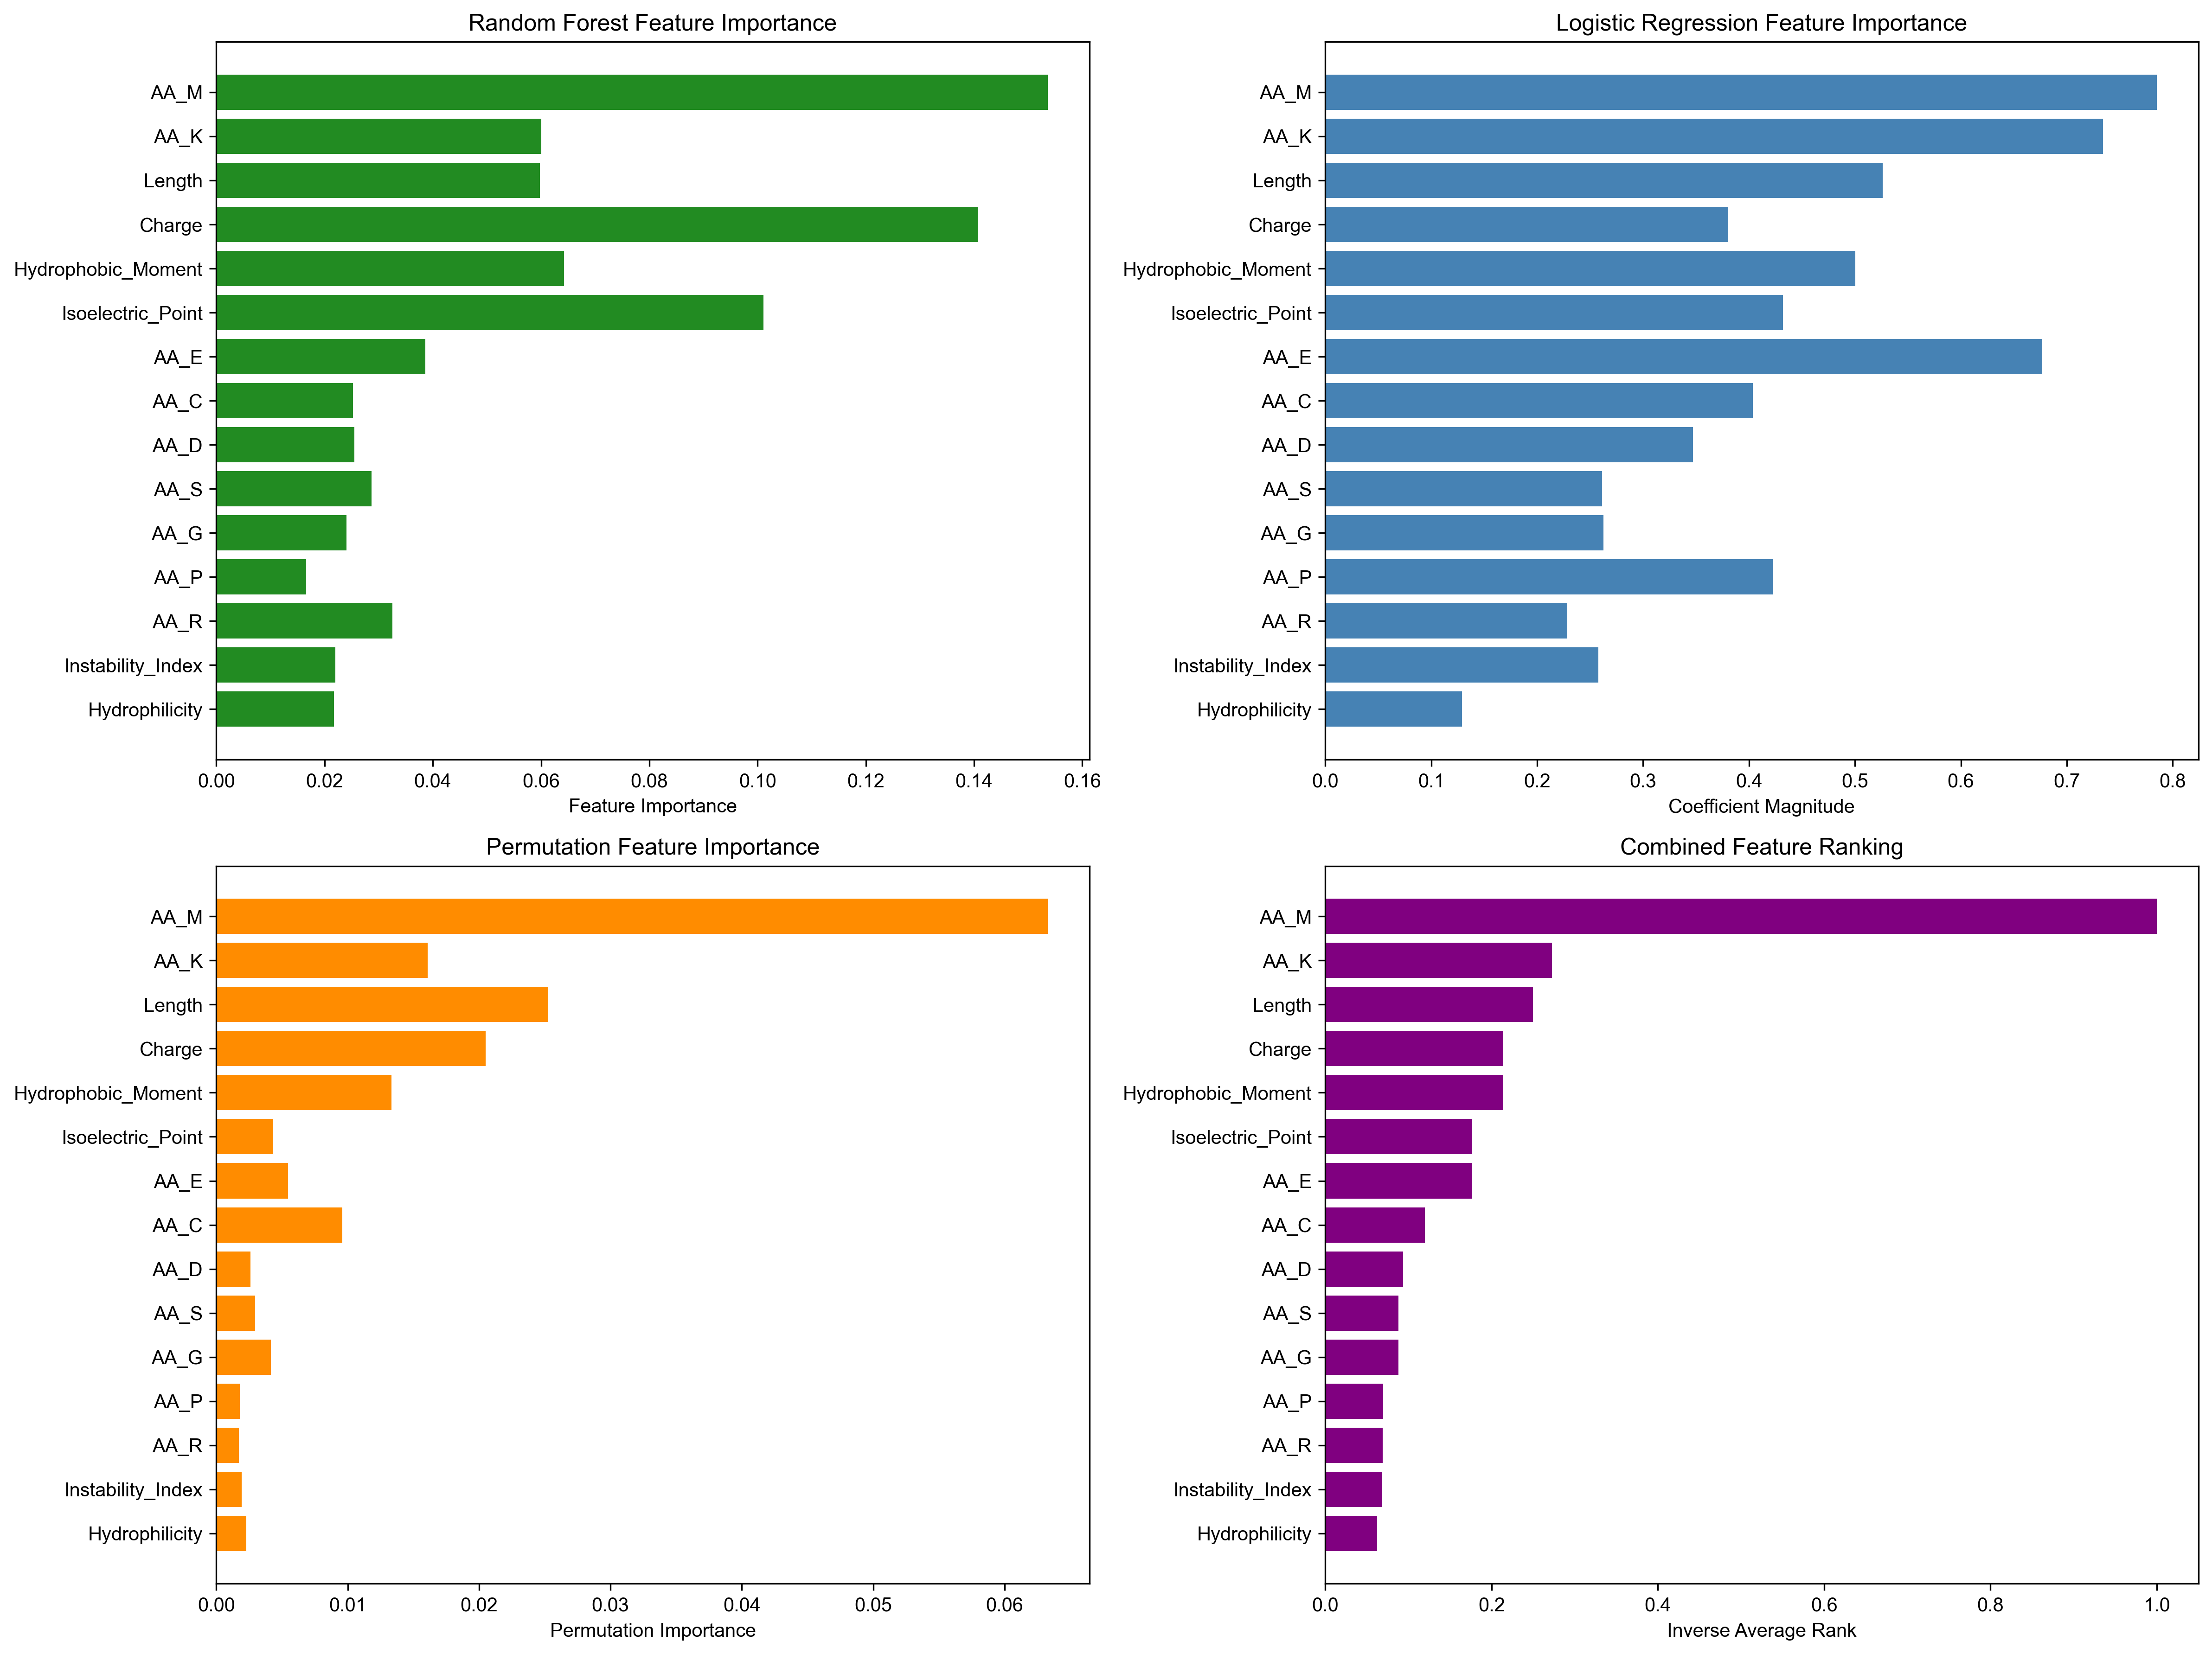 Random Forest Feature Importance
AA_M
AA_K
Length
Charge
Hydrophobic_Moment
Isoelectric_Point
AA_E
AA_C
AA_D
AA_S
AA_G
AA_P
AA_R
Instability_Index
Hydrophilicity
0.00 0.02 0.04 0.06 0.08 0.10 0.12 0.14 0.16
Feature Importance
Logistic Regression Feature Importance
AA_M
AA_K
Length
Charge
Hydrophobic_Moment
Isoelectric_Point
AA_E
AA_C
AA_D
AA_S
AA_G
AA_P
AA_R
Instability_Index
Hydrophilicity
0.0 0.1 0.2 0.3 0.4 0.5 0.6 0.7 0.8
Coefficient Magnitude
Permutation Feature Importance
AA_M
AA_K
Length
Charge
Hydrophobic_Moment
Isoelectric_Point
AA_E
AA_C
AA_D
AA_S
AA_G
AA_P
AA_R
Instability_Index
Hydrophilicity
0.00 0.01 0.02 0.03 0.04 0.05 0.06
Permutation Importance
Combined Feature Ranking
AA_M
AA_K
Length
Charge
Hydrophobic_Moment
Isoelectric_Point
AA_E
AA_C
AA_D
AA_S
AA_G
AA_P
AA_R
Instability_Index
Hydrophilicity
0.0 0.2 0.4 0.6 0.8 1.0
Inverse Average Rank